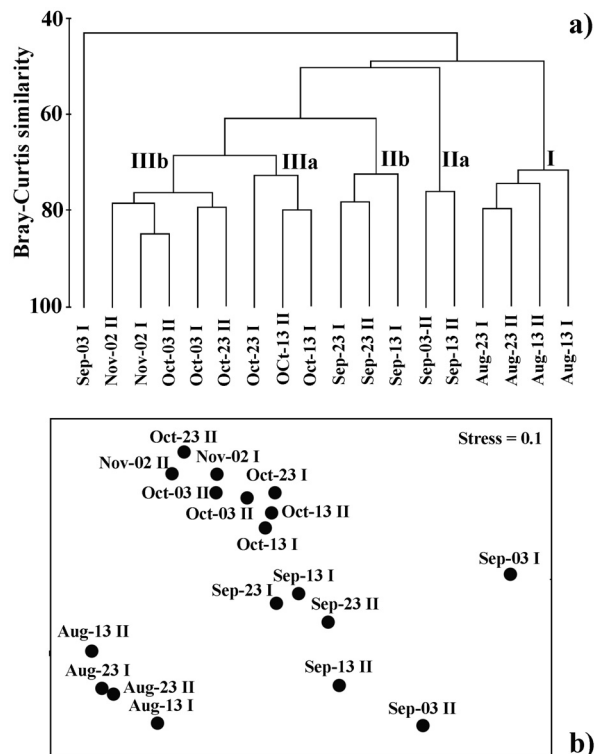 a)
40
60
80
100
Bray-Curtis similarity
IIIb
IIIa
IIb
IIa
I
Sep-03 I
Nov-02 II
Nov-02 I
Oct-03 II
Oct-03 I
Oct-23 II
Oct-23 I
OCt-13 II
Oct-13 I
Sep-23 I
Sep-23 II
Sep-13 I
Sep-03-II
Sep-13 II
Aug-23 I
Aug-23 II
Aug-13 II
Aug-13 I
Stress = 0.1
Oct-23 II
Nov-02 II
Nov-02 I
Oct-03 II
Oct-23 I
Oct-03 II
Oct-13 II
Oct-13 I
Sep-03 I
Sep-13 I
Sep-23 I
Sep-23 II
Aug-13 II
Sep-13 II
Aug-23 I
Aug-23 II
Aug-13 I
Sep-03 II
b)